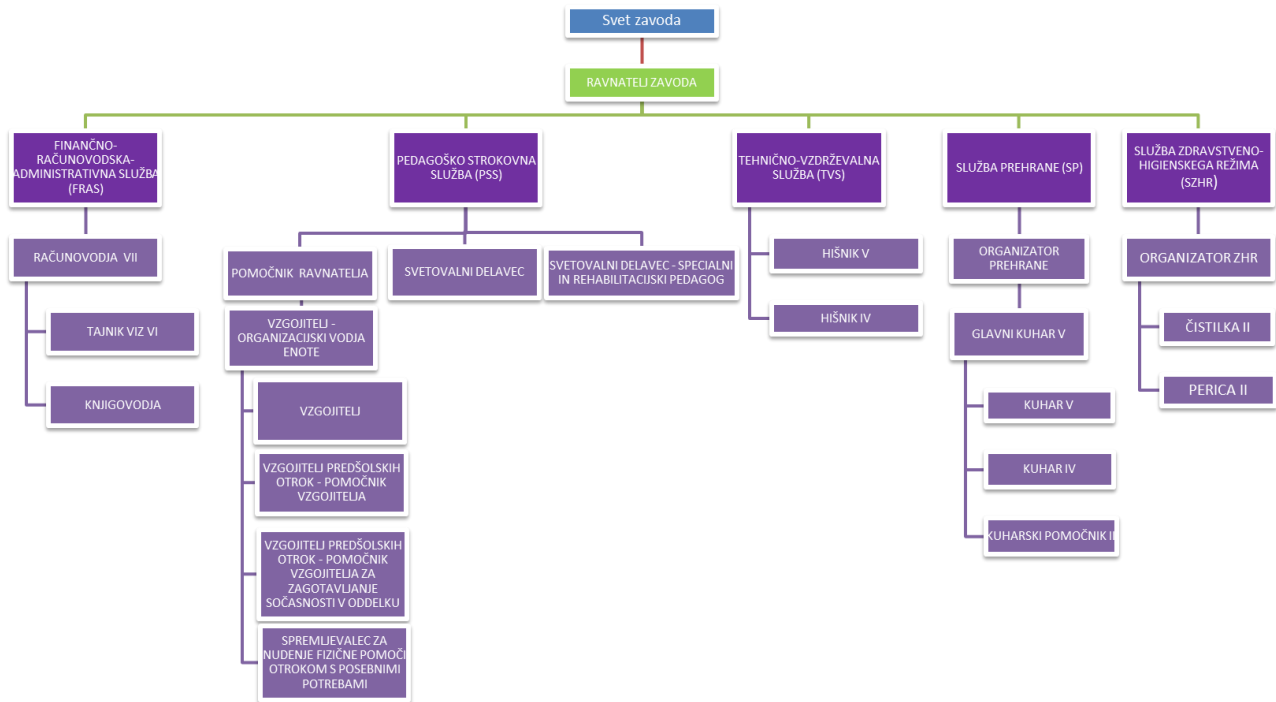 Svet zavoda
RAVNATELJ ZAVODA
FINANČNO-
RAČUNOVODSKA-
ADMINISTRATIVNA SLUŽBA
(FRAS)
PEDAGOŠKO STROKOVNA
SLUŽBA (PSS)
TEHNIČNO-VZDRŽEVALNA
SLUŽBA (TVS)
SLUŽBA PREHRANE (SP)
SLUŽBA ZDRAVSTVENO-
HIGIENSKEGA REŽIMA
(SZHR)
RAČUNOVODJA VII
TAJNIK VIZ VI
KNJIGOVODJA
POMOČNIK RAVNATELJA
SVETOVALNI DELAVEC
SVETOVALNI DELAVEC - SPECIALNI
IN REHABILITACIJSKI PEDAGOG
VZGOJITELJ -
ORGANIZACIJSKI VODJA
ENOTE
VZGOJITELJ
VZGOJITELJ PREDŠOLSKIH
OTROK - POMOČNIK
VZGOJITELJA
VZGOJITELJ PREDŠOLSKIH
OTROK - POMOČNIK
VZGOJITELJA ZA
ZAGOTAVLJANJE
SOČASNOSTI V ODDELKU
SPREMLJEVALEC ZA
NUDENJE FIZIČNE POMOČI
OTROKOM S POSEBNIMI
POTREBAMI
HIŠNIK V
HIŠNIK IV
ORGANIZATOR
PREHRANE
GLAVNI KUHAR V
KUHAR V
KUHAR IV
KUHARSKI POMOČNIK II
ORGANIZATOR ZHR
ČISTILKA II
PERICA II